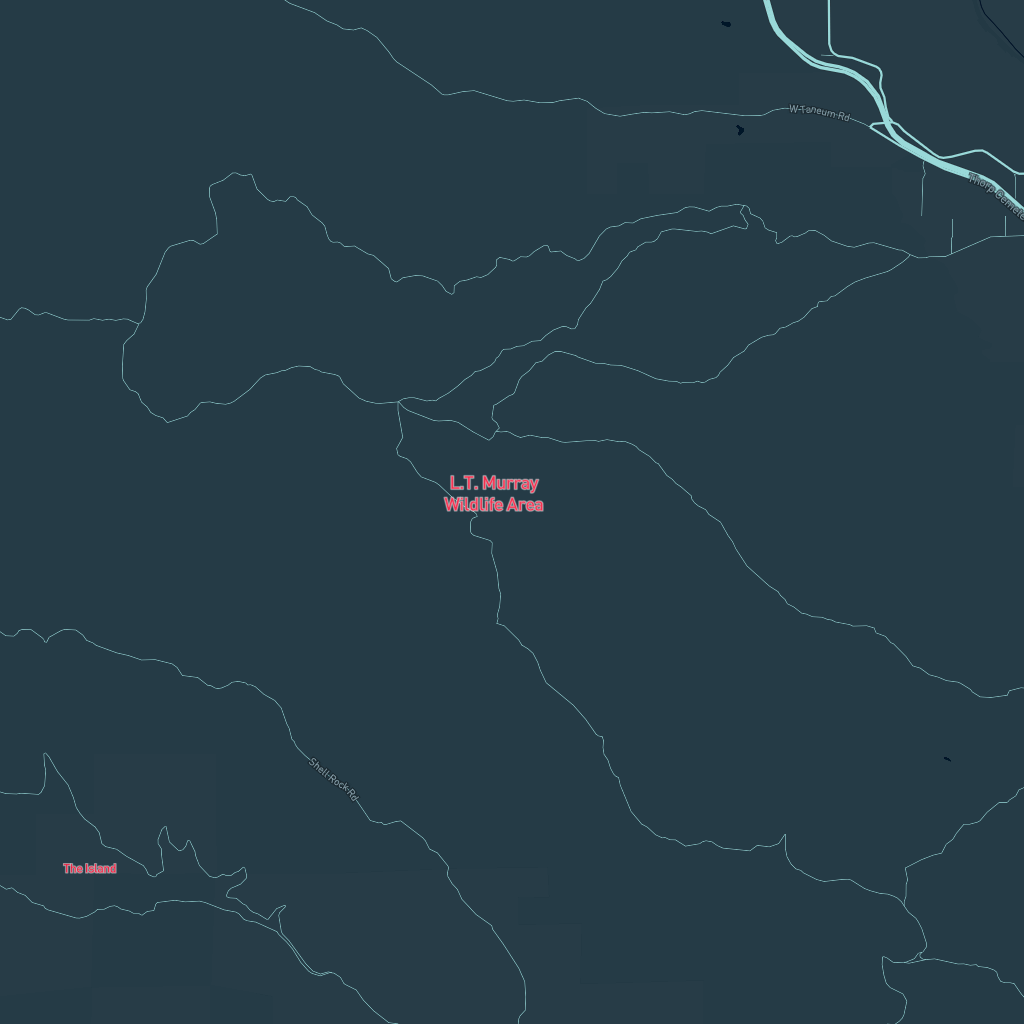 W Taneum Rd
Thorp Cemete
L.T. Murray
Wildlife Area
Shell-Rock-Rd
The Island